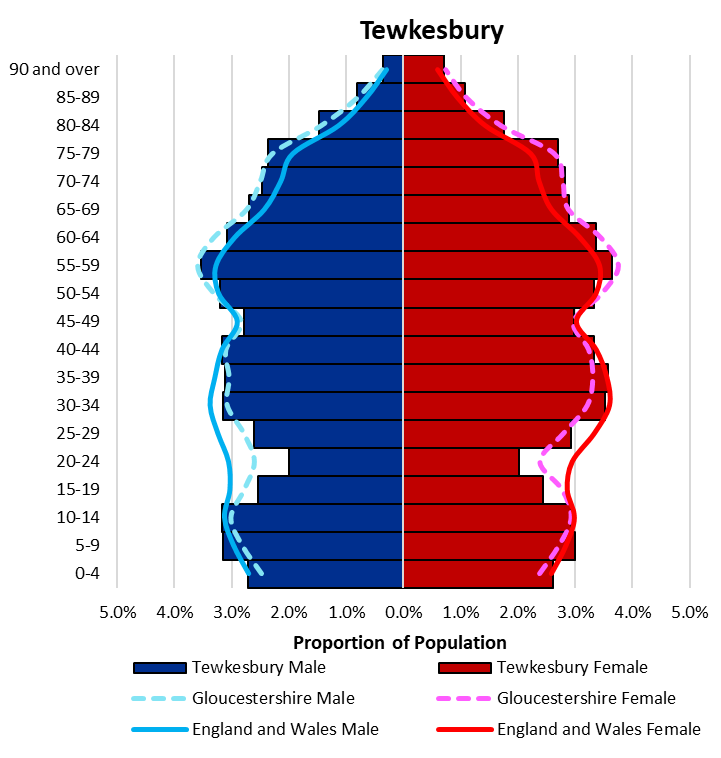 Tewkesbury
90 and over
85-89
80-84
75-79
70-74
65-69
60-64
55-59
50-54
45-49
40-44
35-39
30-34
25-29
20-24
15-19
10-14
5-9
0-4
5.0% 4.0% 3.0% 2.0% 1.0% 0.0% 1.0% 2.0% 3.0% 4.0% 5.0%
Proportion of Population
Tewkesbury Male Tewkesbury Female
Gloucestershire Male Gloucestershire Female
England and Wales Male England and Wales Female